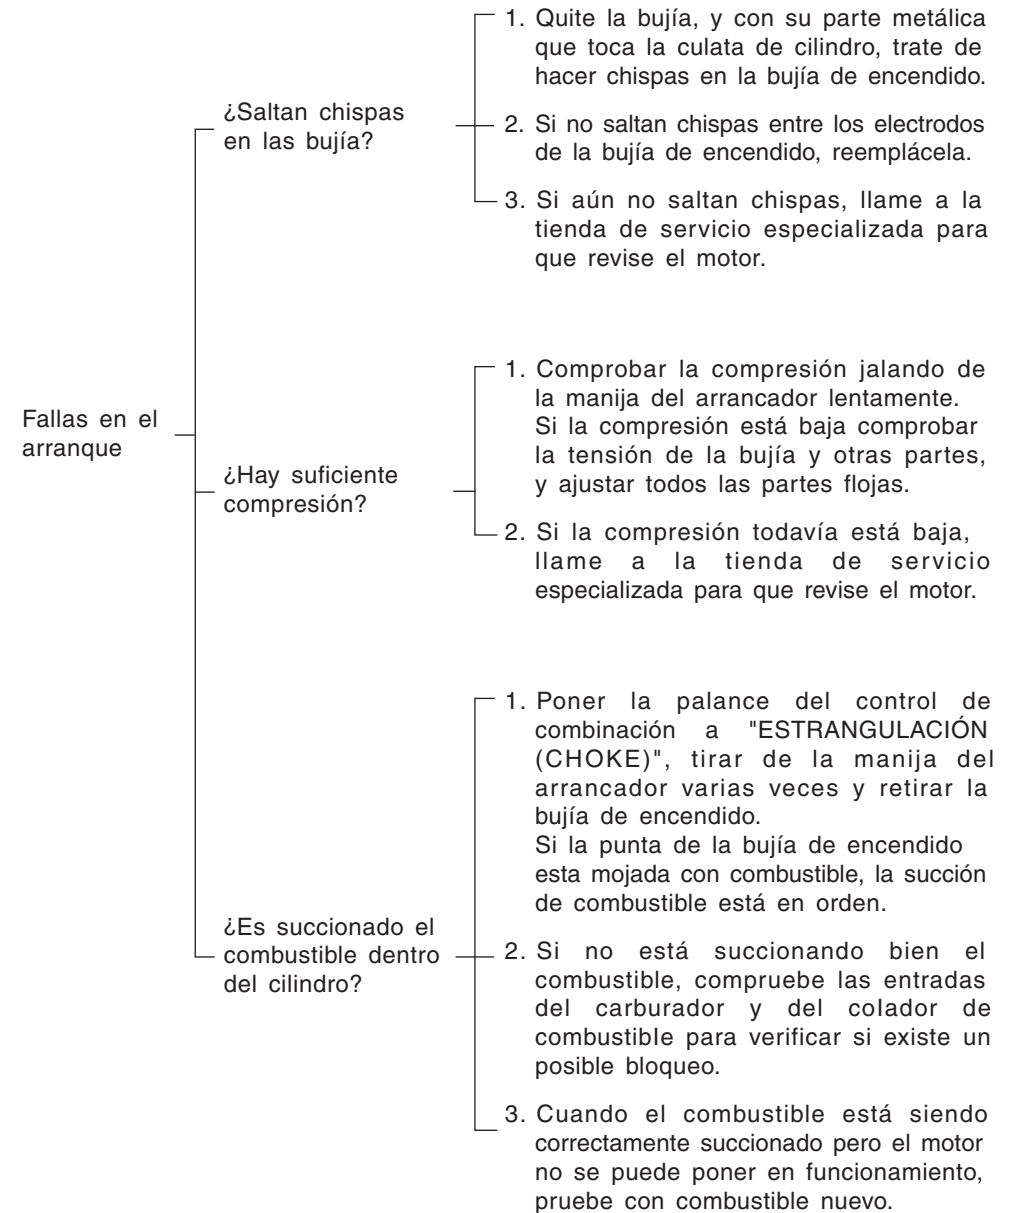 Fallas en el
arranque
¿Saltan chispas
en las bujía?
1. Quite la bujía, y con su parte metálica
que toca la culata de cilindro, trate de
hacer chispas en la bujía de encendido.
2. Si no saltan chispas entre los electrodos
de la bujía de encendido, reemplácela.
3. Si aún no saltan chispas, llame a la
tienda de servicio especializada para
que revise el motor.
¿Hay suficiente
compresión?
1. Comprobar la compresión jalando de
la manija del arrancador lentamente.
Si la compresión está baja comprobar
la tensión de la bujía y otras partes,
y ajustar todos las partes flojas.
2. Si la compresión todavía está baja,
llame a la tienda de servicio
especializada para que revise el motor.
¿Es succionado el
combustible dentro
del cilindro?
1. Poner la palance del control de
combinación a "ESTRANGULACIÓN
(CHOKE)", tirar de la manija del
arrancador varias veces y retirar la
bujía de encendido.
Si la punta de la bujía de encendido
esta mojada con combustible, la succión
de combustible está en orden.
2. Si no está succionando bien el
combustible, compruebe las entradas
del carburador y del colador de
combustible para verificar si existe un
posible bloqueo.
3. Cuando el combustible está siendo
correctamente succionado pero el motor
no se puede poner en funcionamiento,
pruebe con combustible nuevo.